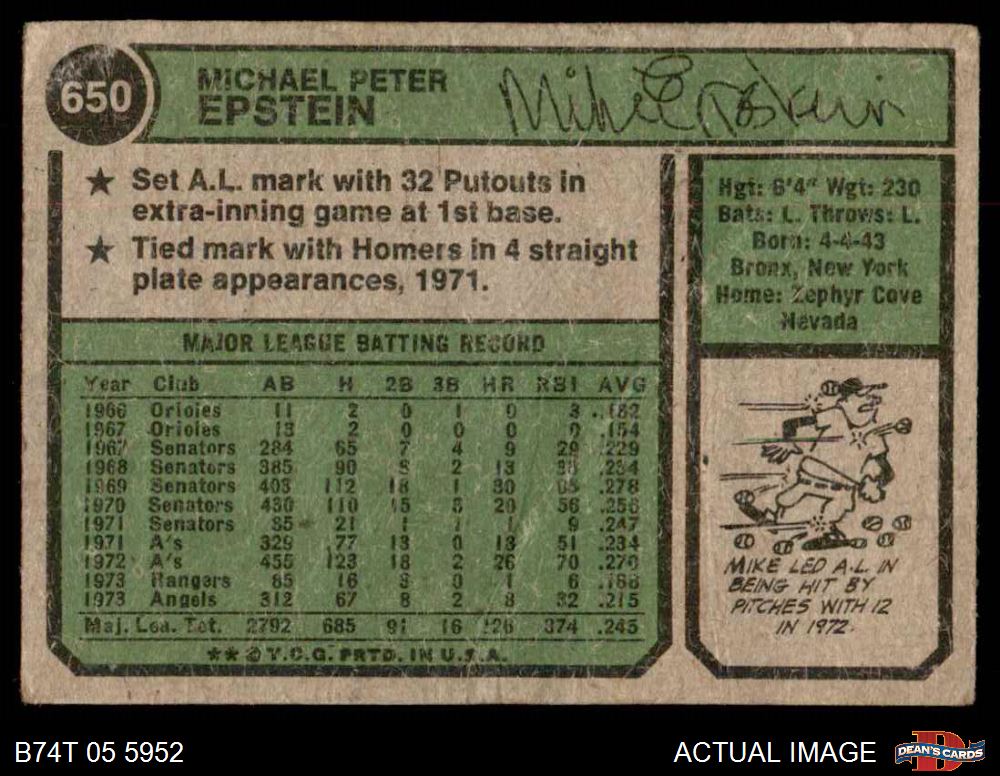 650
MICHAEL PETER
EPSTEIN
Mike Epstein
★ Set A.L. mark with 32 Putouts in
extra-inning game at 1st base.
★ Tied mark with Homers in 4 straight
plate appearances, 1971.
Hgt: 6'4" Wgt: 230
Bats: L. Throws: L.
Born: 4-4-43
Bronx, New York
Home: Zephyr Cove
Nevada
MAJOR LEAGUE BATTING RECORD
Year Club AB H 2B 3B HR RBI AVG
1966 Orioles 11 2 0 1 0 3 .182
1967 Orioles 13 2 0 0 0 0 .154
1967 Senators 284 65 7 4 9 29 .229
1968 Senators 385 90 8 2 13 33 .234
1969 Senators 403 112 18 1 30 85 .278
1970 Senators 430 110 15 3 20 56 .256
1971 Senators 85 21 1 1 1 9 .247
1971 A's 329 77 13 0 13 51 .234
1972 A's 455 123 18 2 26 70 .270
1973 Rangers 85 16 3 0 1 6 .188
1973 Angels 312 67 8 2 8 32 .215
Maj. Lea. Tot. 2792 685 91 16 126 374 .245
** © T.C.G. PRTD. IN U.S.A.
MIKE LED A.L. IN
BEING HIT BY
PITCHES WITH 12
IN 1972.
B74T 05 5952
ACTUAL IMAGE
DEAN'S CARDS